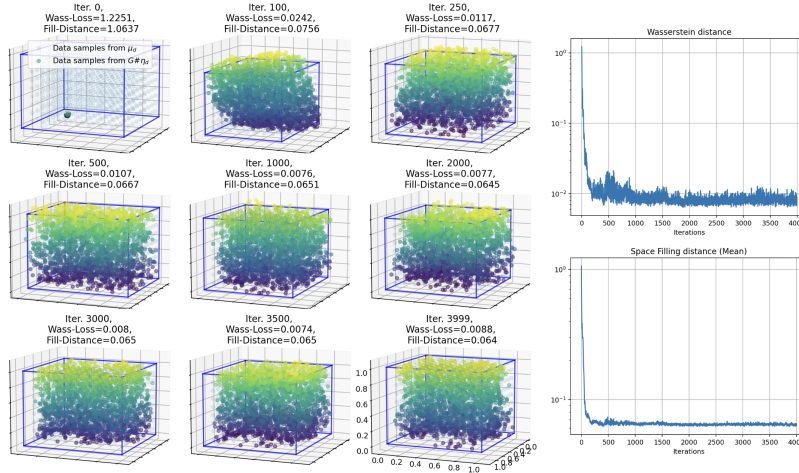 Iter. 0,
Wass-Loss=1.2251,
Fill-Distance=1.0637
Data samples from μd
Data samples from G#ηd
Iter. 100,
Wass-Loss=0.0242,
Fill-Distance=0.0756
Iter. 250,
Wass-Loss=0.0117,
Fill-Distance=0.0677
Iter. 500,
Wass-Loss=0.0107,
Fill-Distance=0.0667
Iter. 1000,
Wass-Loss=0.0076,
Fill-Distance=0.0651
Iter. 2000,
Wass-Loss=0.0077,
Fill-Distance=0.0645
Iter. 3000,
Wass-Loss=0.008,
Fill-Distance=0.065
Iter. 3500,
Wass-Loss=0.0074,
Fill-Distance=0.065
Iter. 3999,
Wass-Loss=0.0088,
Fill-Distance=0.064
1.0
0.8
0.6
0.4
0.2
0.0
0.0 0.2 0.4 0.6 0.8 1.0
Wasserstein distance
10⁰
10⁻¹
10⁻²
0 500 1000 1500 2000 2500 3000 3500 4000
Iterations
Space Filling distance (Mean)
10⁰
10⁻¹
0 500 1000 1500 2000 2500 3000 3500 4000
Iterations